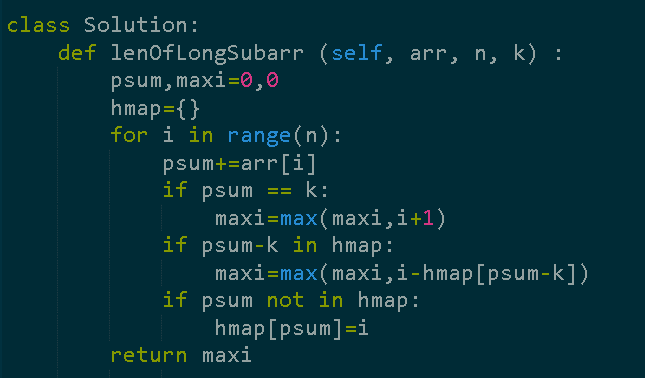 class Solution:
    def lenOfLongSubarr (self, arr, n, k) :
        psum,maxi=0,0
        hmap={}
        for i in range(n):
            psum+=arr[i]
            if psum == k:
                maxi=max(maxi,i+1)
            if psum-k in hmap:
                maxi=max(maxi,i-hmap[psum-k])
            if psum not in hmap:
                hmap[psum]=i
        return maxi